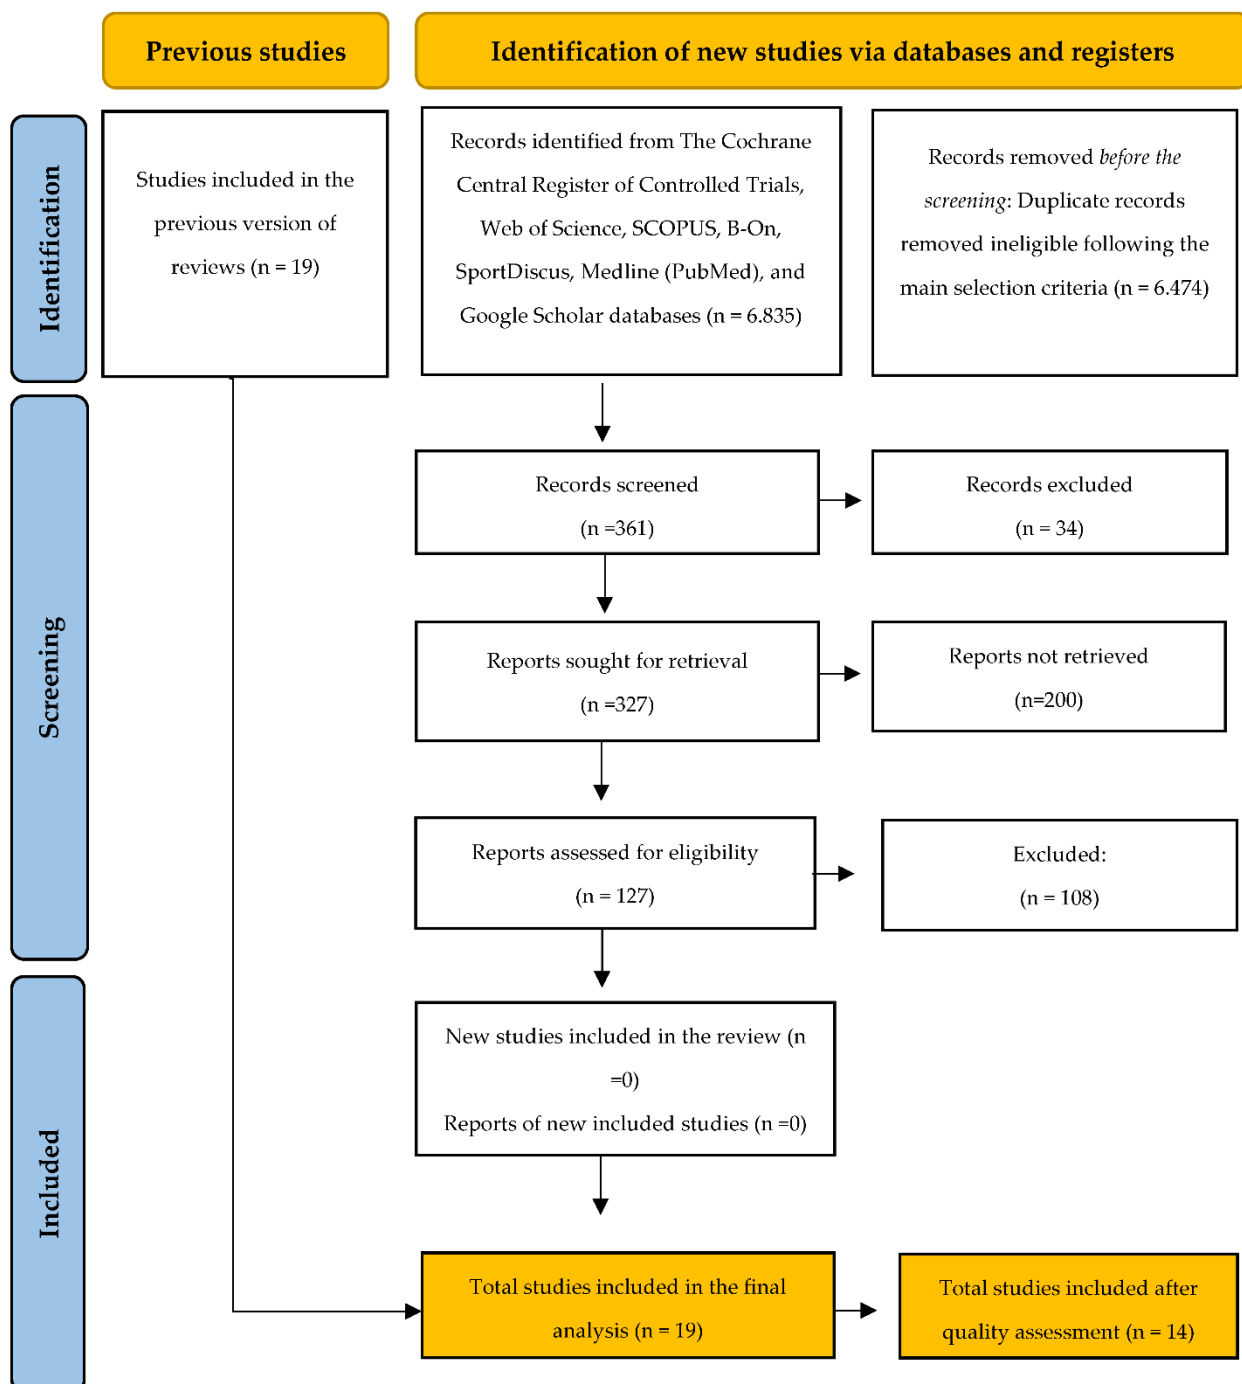 Previous studies
Identification of new studies via databases and registers
Identification
Studies included in the
previous version of
reviews (n = 19)
Records identified from The Cochrane
Central Register of Controlled Trials,
Web of Science, SCOPUS, B-On,
SportDiscus, Medline (PubMed), and
Google Scholar databases (n = 6.835)
Records removed before the
screening: Duplicate records
removed ineligible following the
main selection criteria (n = 6.474)
Screening
Records screened
(n =361)
Records excluded
(n = 34)
Reports sought for retrieval
(n =327)
Reports not retrieved
(n=200)
Reports assessed for eligibility
(n = 127)
Excluded:
(n = 108)
Included
New studies included in the review (n
=0)
Reports of new included studies (n =0)
Total studies included in the final
analysis (n = 19)
Total studies included after
quality assessment (n = 14)